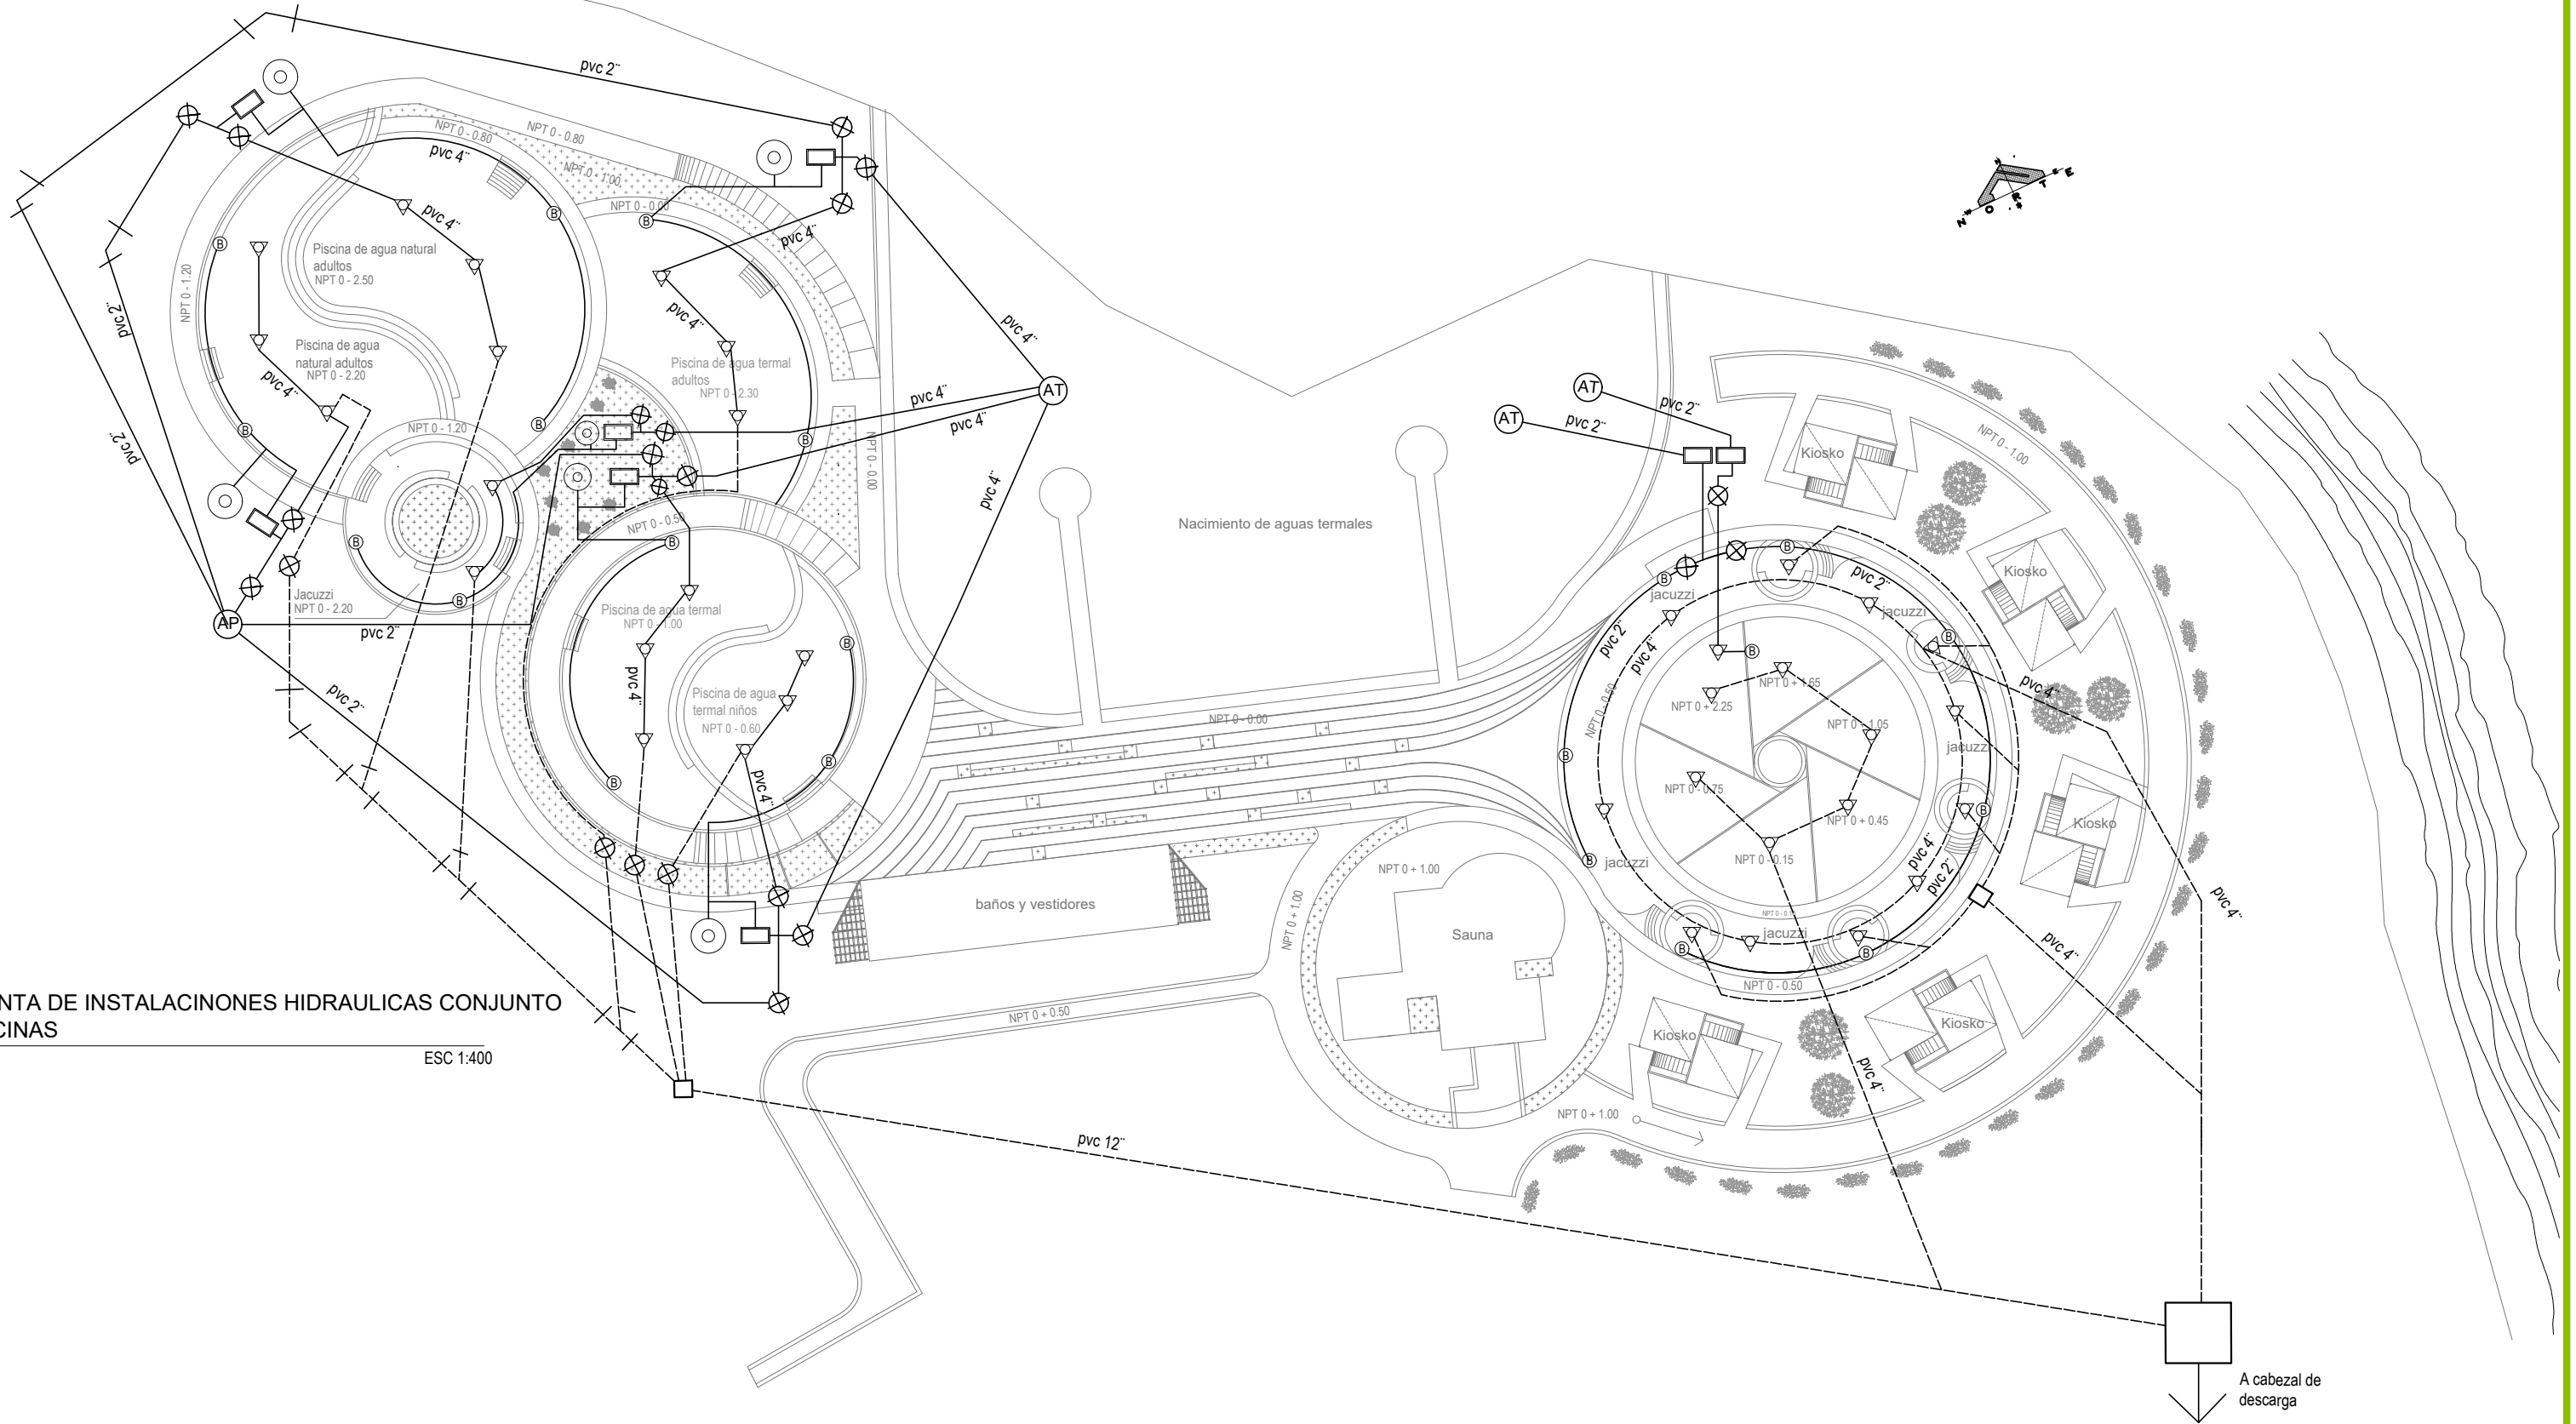 pvc 2¨
NPT 0 - 0.80
NPT 0 - 0.80
pvc 4¨
NPT 0 - 1.00
NPT 0 - 0.00
pvc 4¨
pvc 4¨
B
B
B
Piscina de agua natural
adultos
NPT 0 - 2.50
NPT 0 - 1.20
pvc 2¨
pvc 4¨
pvc 4¨
Piscina de agua
natural adultos
NPT 0 - 2.20
Piscina de agua termal
adultos
NPT 0 - 2.30
pvc 4¨
AT
pvc 4¨
pvc 4¨
pvc 2¨
B
B
B
NPT 0 - 1.20
NPT 0 - 0.00
pvc 4¨
NPT 0 - 0.50
B
B
B
Jacuzzi
NPT 0 - 2.20
AP
pvc 2¨
pvc 2¨
Piscina de agua termal
NPT 0 - 1.00
B
pvc 4¨
Piscina de agua
termal niños
NPT 0 - 0.60
B
B
pvc 4¨
Nacimiento de aguas termales
NPT 0 - 0.00
baños y vestidores
NPT 0 + 1.00
NPT 0 + 1.00
Sauna
NPT 0 + 0.50
N O R T E
AT
pvc 2¨
AT
pvc 2¨
Kiosko
NPT 0 - 1.00
Kiosko
B
B
pvc 2¨
jacuzzi
jacuzzi
B
B
pvc 2¨
pvc 4¨
pvc 4¨
NPT 0 - 0.50
NPT 0 + 1.65
NPT 0 + 2.25
NPT 0 - 1.05
jacuzzi
B
NPT 0 - 0.75
NPT 0 + 0.45
B
Kiosko
NPT 0 - 0.15
jacuzzi
B
pvc 4¨
pvc 2¨
pvc 4¨
jacuzzi
B
B
pvc 4¨
NPT 0 - 0.50
Kiosko
Kiosko
pvc 4¨
NPT 0 + 1.00
NTA DE INSTALACINONES HIDRAULICAS CONJUNTO
CINAS
ESC 1:400
pvc 12¨
A cabezal de
descarga